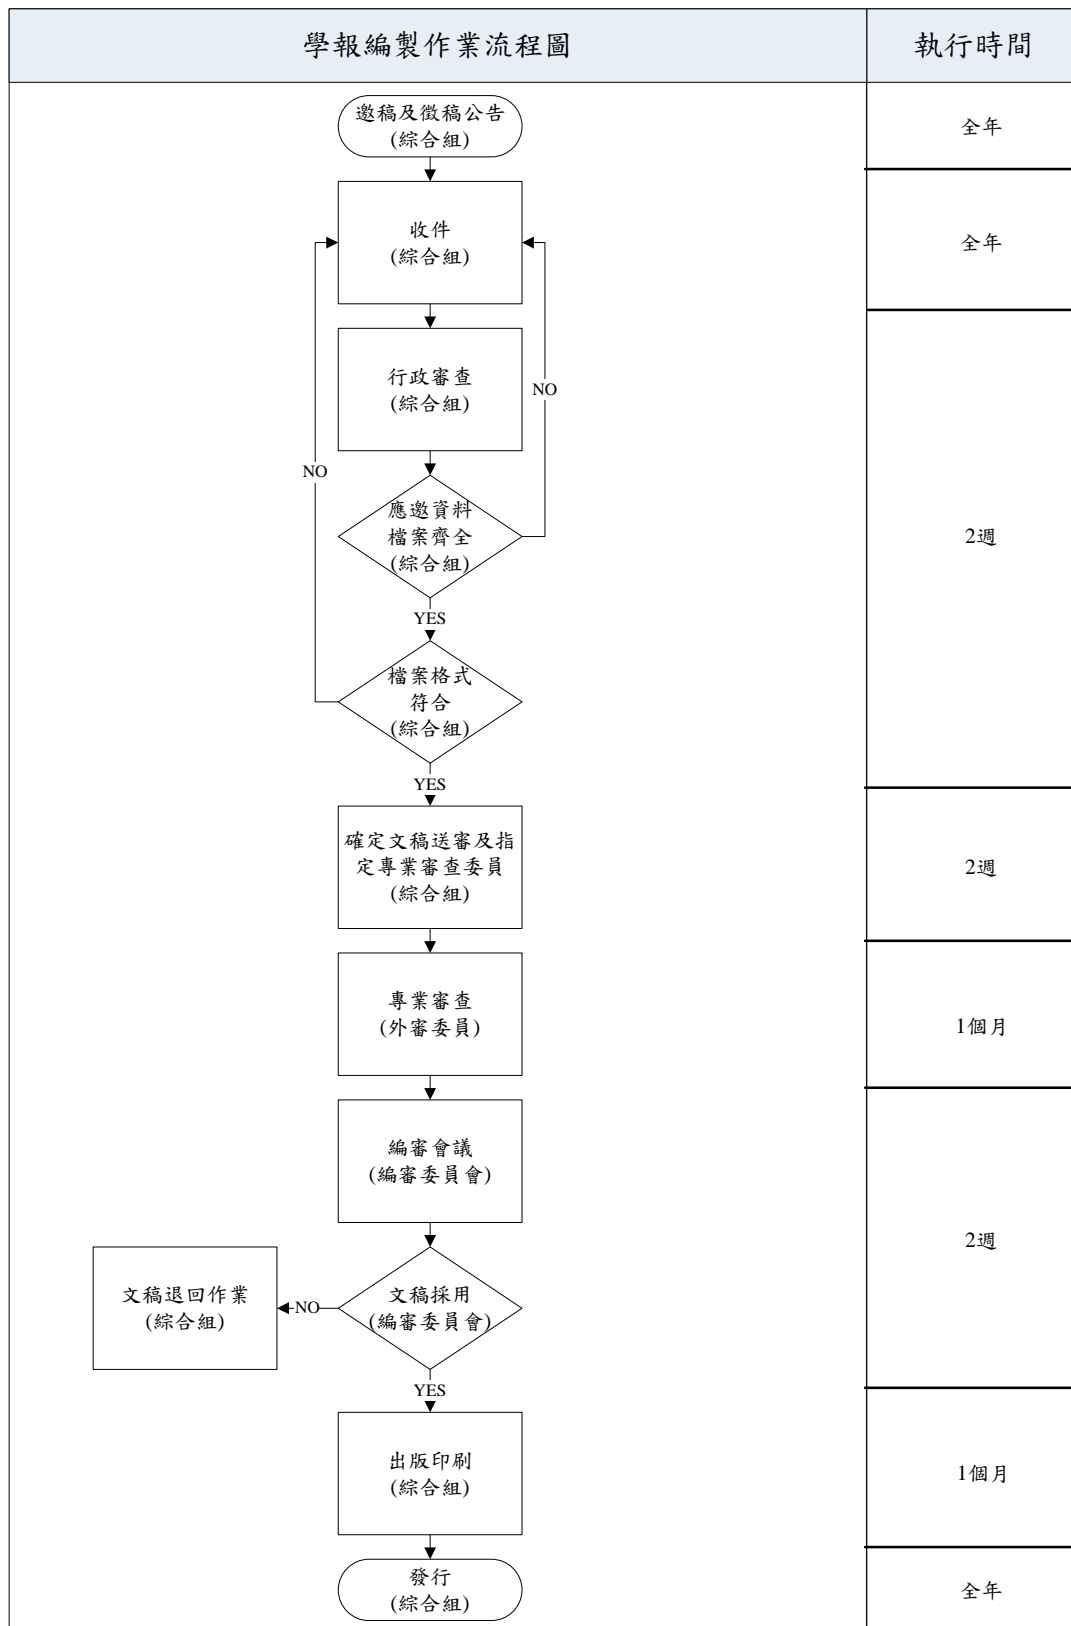 學報編製作業流程圖
執行時間
邀稿及徵稿公告
(綜合組)
全年
收件
(綜合組)
全年
行政審查
(綜合組)
NO
NO
應邀資料
檔案齊全
(綜合組)
2週
YES
檔案格式
符合
(綜合組)
YES
確定文稿送審及指
定專業審查委員
(綜合組)
2週
專業審查
(外審委員)
1個月
編審會議
(編審委員會)
2週
文稿退回作業
(綜合組)
NO
文稿採用
(編審委員會)
YES
出版印刷
(綜合組)
1個月
發行
(綜合組)
全年